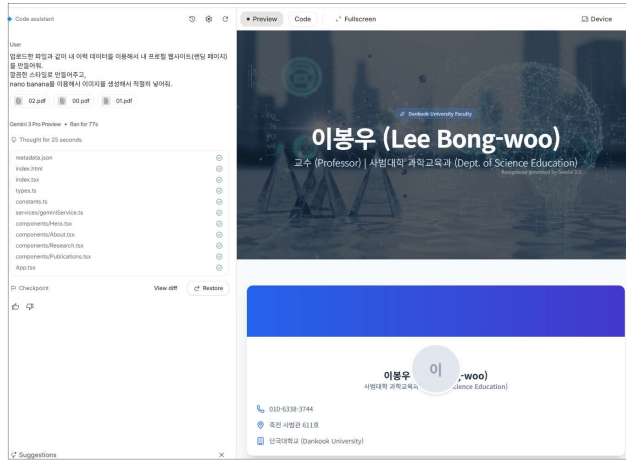 Code assistant
User
업로드한 파일과 같이 내 이력 데이터를 이용해서 내 프로필 웹사이트(랜딩 페이지)
를 만들어줘.
깔끔한 스타일로 만들어주고,
nano banana를 이용해서 이미지를 생성해서 적절히 넣어줘.
02.pdf 00.pdf 01.pdf
Gemini 3 Pro Preview • Ran for 77s
Thought for 25 seconds
metadata.json
index.html
index.tsx
types.ts
constants.ts
services/geminiService.ts
components/Hero.tsx
components/About.tsx
components/Research.tsx
components/Publications.tsx
App.tsx
Checkpoint View diff Restore
Suggestions
Preview Code Fullscreen Device
Dankook University Faculty
이봉우 (Lee Bong-woo)
교수 (Professor) | 사범대학 과학교육과 (Dept. of Science Education)
Background generated by Gemini 2.5
이
이봉우 -woo)
사범대학 과학교육과 Science Education)
010-6338-3744
죽전 사범관 611호
단국대학교 (Dankook University)